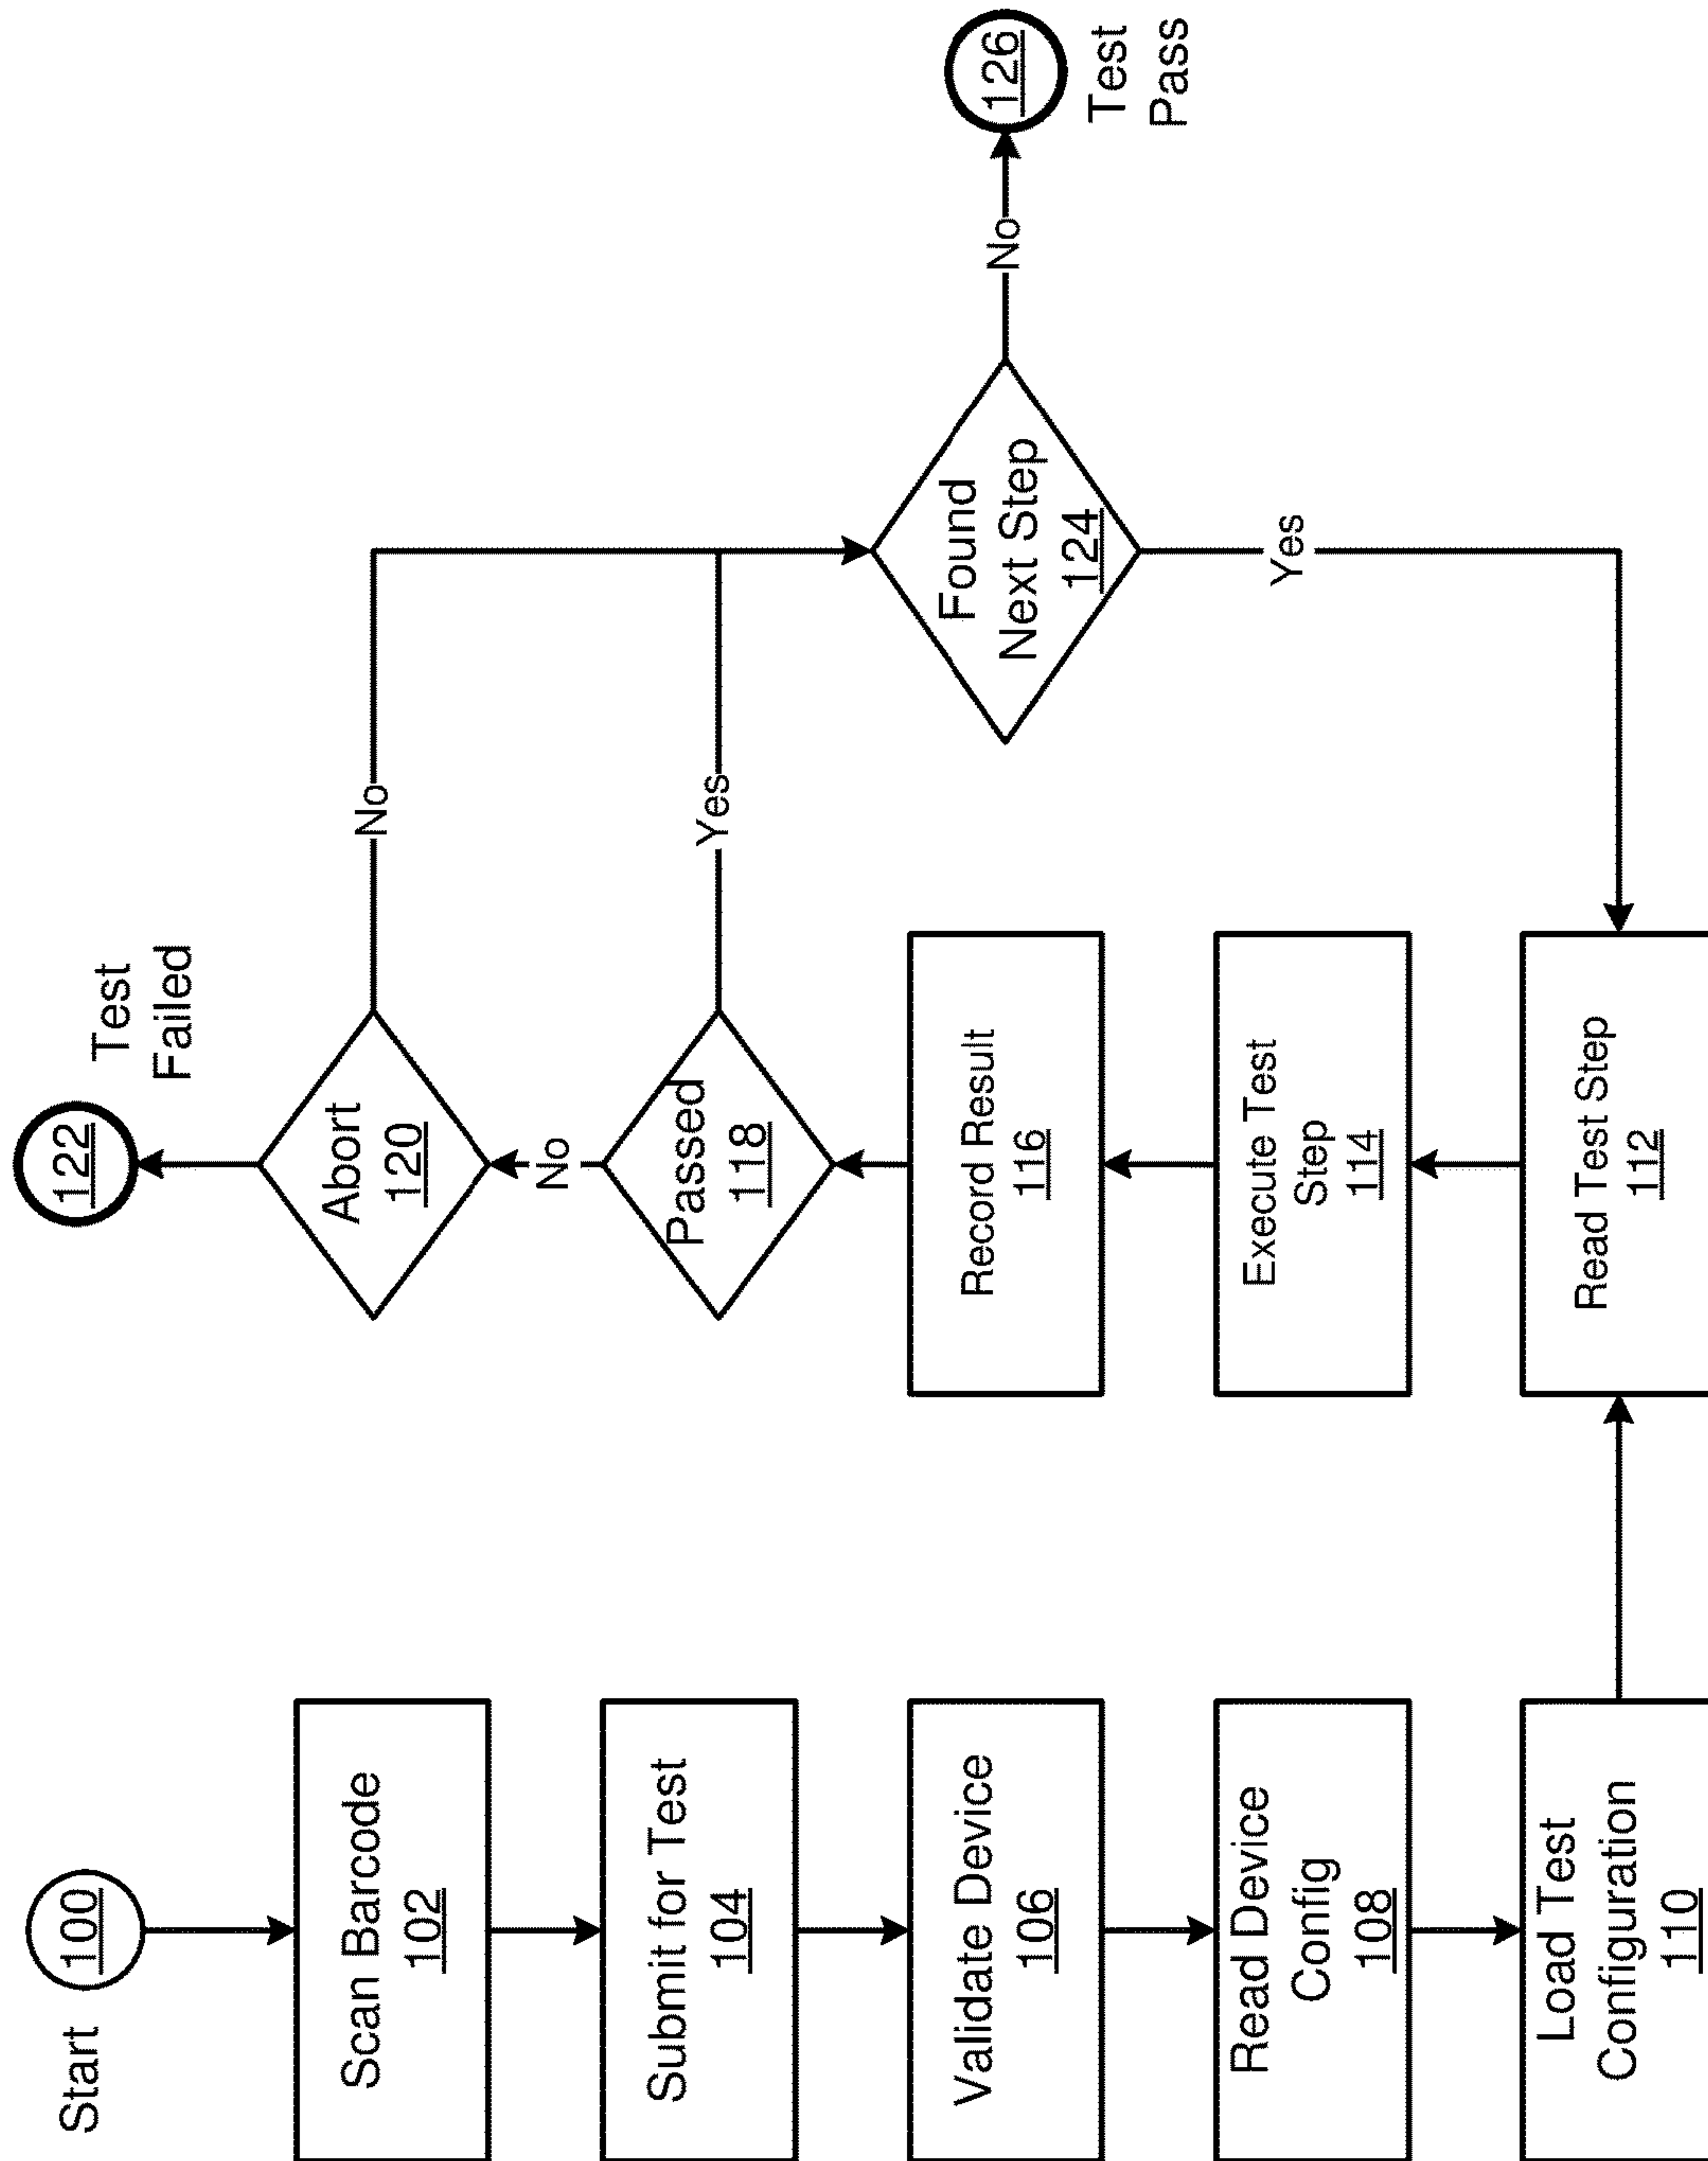 Start
100
Scan Barcode
102
Submit for Test
104
Validate Device
106
Read Device
Config
108
Load Test
Configuration
110
Read Test Step
112
Execute Test
Step
114
Record Result
116
Passed
118
No
Yes
Abort
120
No
122
Test
Failed
Found
Next Step
124
Yes
No
126
Test
Pass